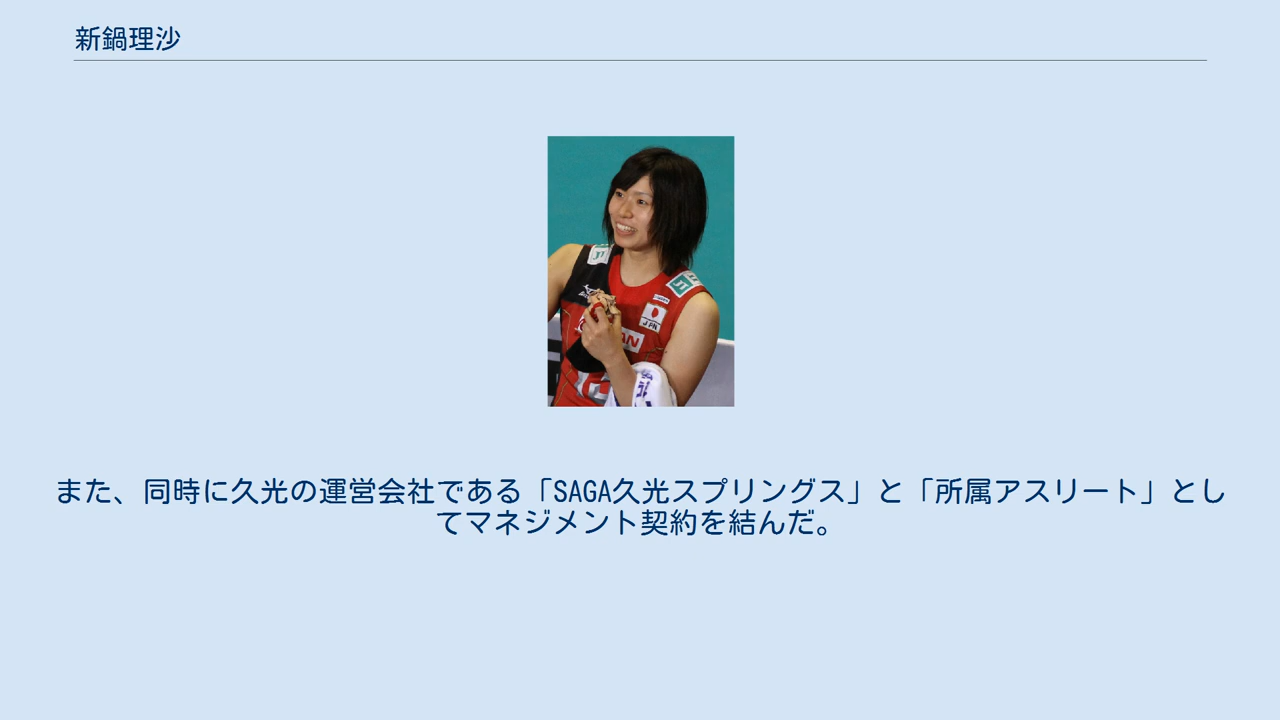 新鍋理沙
JPN
また、同時に久光の運営会社である「SAGA久光スプリングス」と「所属アスリート」とし
てマネジメント契約を結んだ。